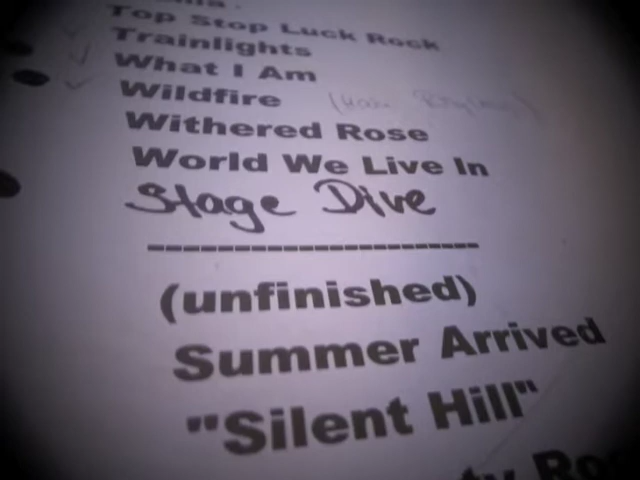 Top Stop Luck Rock
Trainlights
What I Am
Wildfire
Withered Rose
World We Live In
Stage Dive
-----------------------
(unfinished)
Summer Arrived
"Silent Hill"